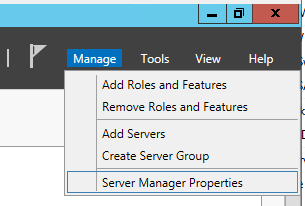 Manage Tools View Help
Add Roles and Features
Remove Roles and Features
Add Servers
Create Server Group
Server Manager Properties